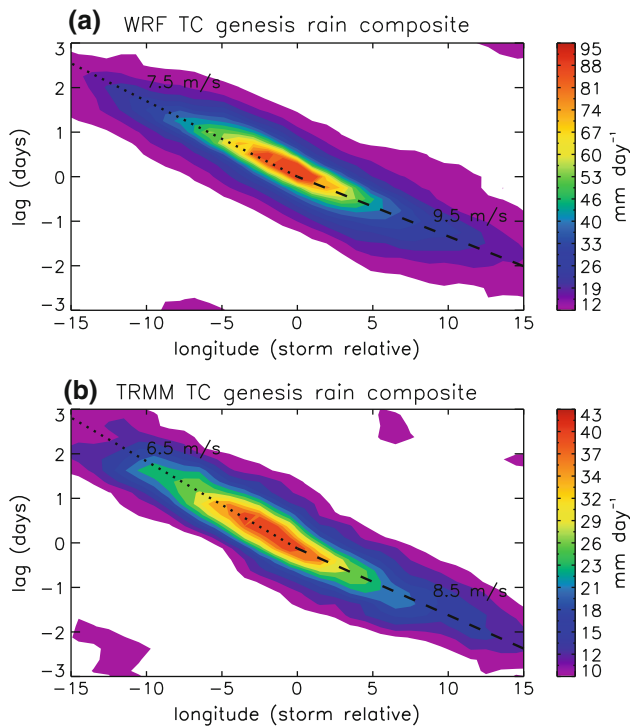 (a) WRF TC genesis rain composite
3
2
1
0
−1
−2
−3
lag (days)
7.5 m/s
9.5 m/s
−15 −10 −5 0 5 10 15
longitude (storm relative)
95
88
81
74
67
60
53
46
40
33
26
19
12
mm day⁻¹
(b) TRMM TC genesis rain composite
3
2
1
0
−1
−2
−3
lag (days)
6.5 m/s
8.5 m/s
−15 −10 −5 0 5 10 15
longitude (storm relative)
43
40
37
34
32
29
26
23
21
18
15
12
10
mm day⁻¹